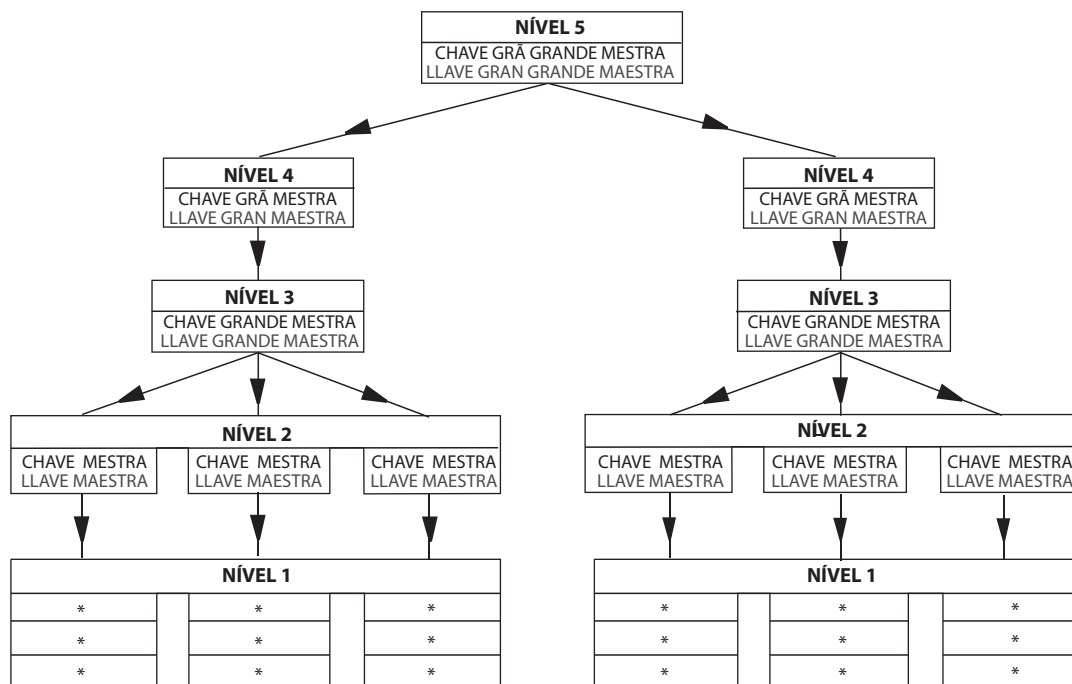 NÍVEL 5
CHAVE GRÃ GRANDE MESTRA
LLAVE GRAN GRANDE MAESTRA
NÍVEL 4
CHAVE GRÃ MESTRA
LLAVE GRAN MAESTRA
NÍVEL 4
CHAVE GRÃ MESTRA
LLAVE GRAN MAESTRA
NÍVEL 3
CHAVE GRANDE MESTRA
LLAVE GRANDE MAESTRA
NÍVEL 3
CHAVE GRANDE MESTRA
LLAVE GRANDE MAESTRA
NÍVEL 2
CHAVE MESTRA
LLAVE MAESTRA
CHAVE MESTRA
LLAVE MAESTRA
CHAVE MESTRA
LLAVE MAESTRA
NÍVEL 2
CHAVE MESTRA
LLAVE MAESTRA
CHAVE MESTRA
LLAVE MAESTRA
CHAVE MESTRA
LLAVE MAESTRA
NÍVEL 1
* * *
* * *
* * *
NÍVEL 1
* * *
* * *
* * *